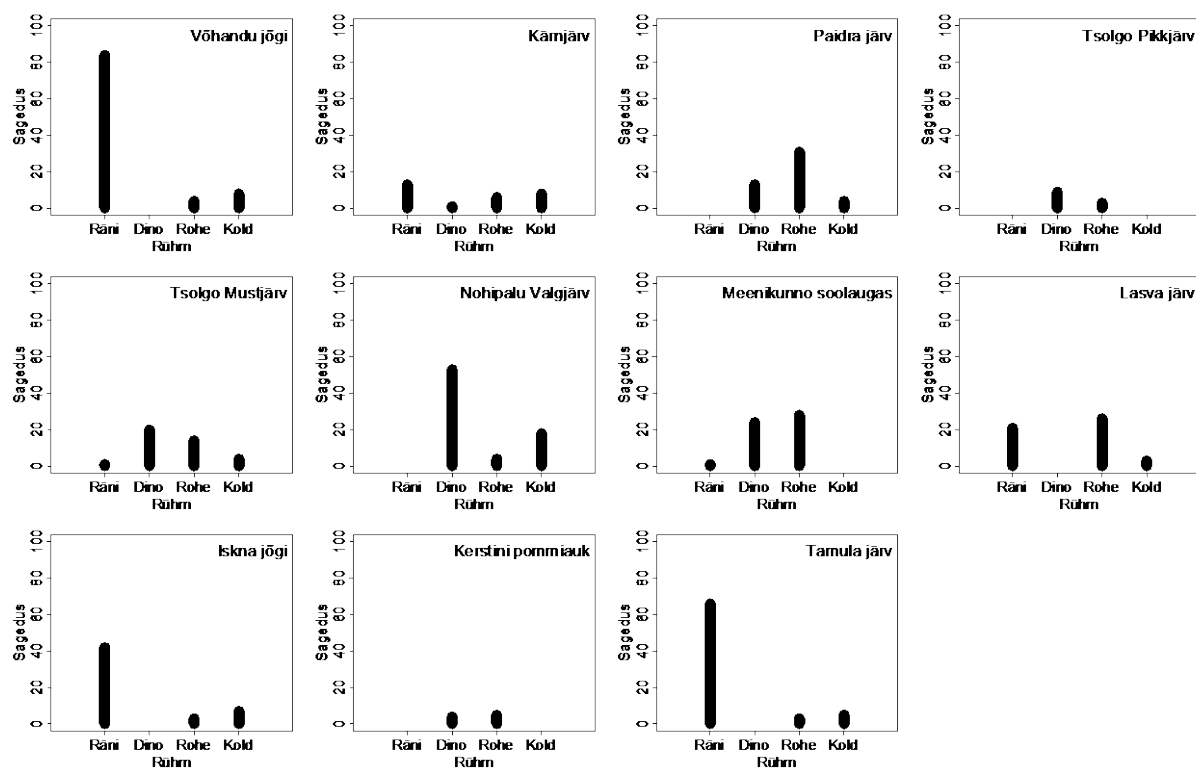 Võhandu jõgi
Sagedus
0 20 40 60 80 100
Räni Dino Rohe Kold
Rühm
Kärnjärv
Sagedus
0 20 40 60 80 100
Räni Dino Rohe Kold
Rühm
Paidra järv
Sagedus
0 20 40 60 80 100
Räni Dino Rohe Kold
Rühm
Tsolgo Pikkjärv
Sagedus
0 20 40 60 80 100
Räni Dino Rohe Kold
Rühm
Tsolgo Mustjärv
Sagedus
0 20 40 60 80 100
Räni Dino Rohe Kold
Rühm
Nohipalu Valgjärv
Sagedus
0 20 40 60 80 100
Räni Dino Rohe Kold
Rühm
Meenikunno soolaugas
Sagedus
0 20 40 60 80 100
Räni Dino Rohe Kold
Rühm
Lasva järv
Sagedus
0 20 40 60 80 100
Räni Dino Rohe Kold
Rühm
Iskna jõgi
Sagedus
0 20 40 60 80 100
Räni Dino Rohe Kold
Rühm
Kerstini pommiauk
Sagedus
0 20 40 60 80 100
Räni Dino Rohe Kold
Rühm
Tamula järv
Sagedus
0 20 40 60 80 100
Räni Dino Rohe Kold
Rühm